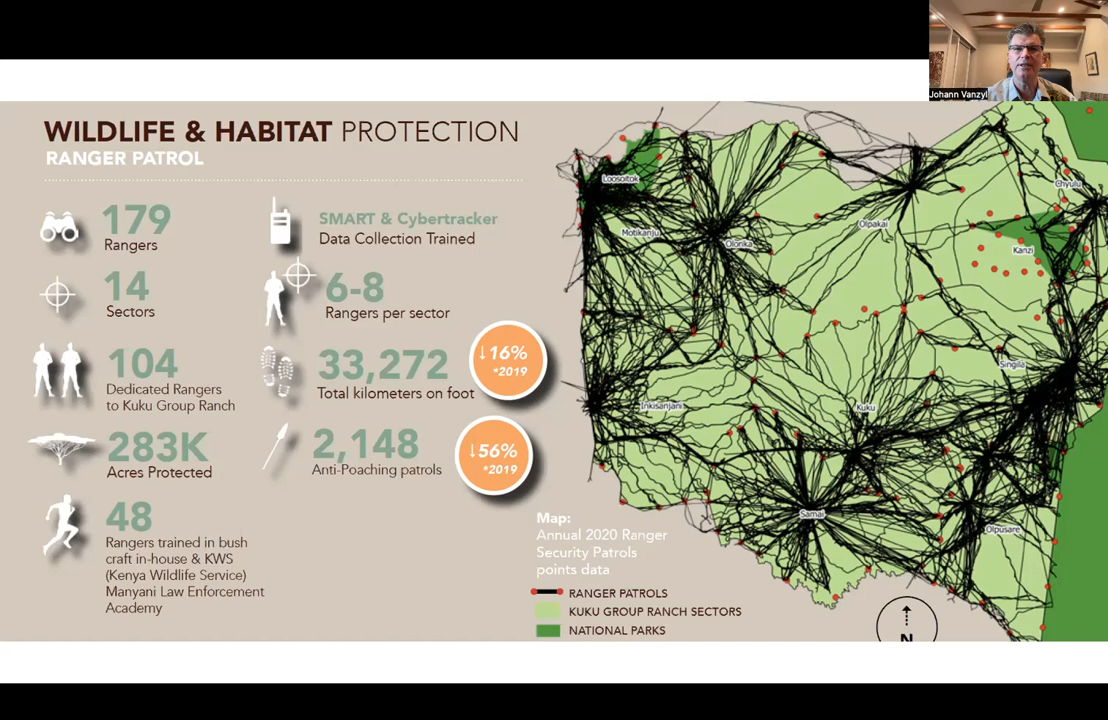 Johann Vanzyl
WILDLIFE & HABITAT PROTECTION
RANGER PATROL
179
Rangers
14
Sectors
104
Dedicated Rangers
to Kuku Group Ranch
283K
Acres Protected
48
Rangers trained in bush
craft in-house & KWS
(Kenya Wildlife Service)
Manyani Law Enforcement
Academy
SMART & Cybertracker
Data Collection Trained
6-8
Rangers per sector
33,272
Total kilometers on foot
↓16%
*2019
2,148
Anti-Poaching patrols
↓56%
*2019
Loosoitok
Motikanju
Olorika
Olpakai
Chyulu
Kanzi
Singila
Inkisanjani
Kuku
Samai
Olpusare
Map:
Annual 2020 Ranger
Security Patrols
points data
RANGER PATROLS
KUKU GROUP RANCH SECTORS
NATIONAL PARKS
N